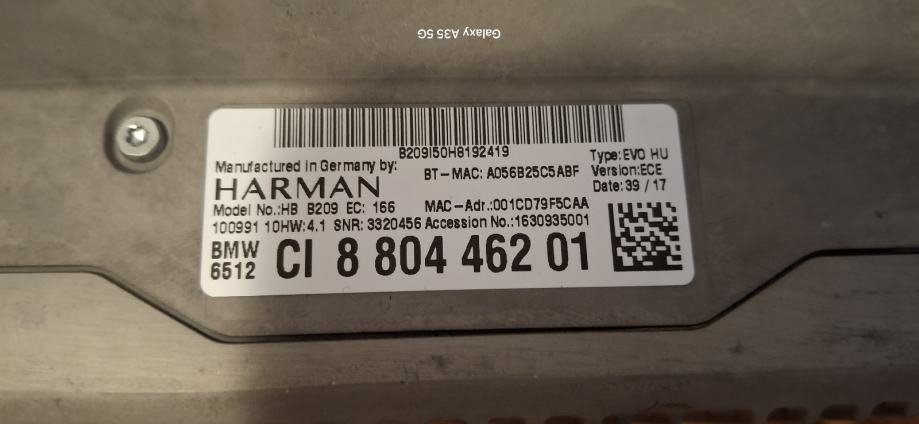 Galaxy A35 5G
B209I50H8192419
Manufactured in Germany by:
HARMAN
BT-MAC: A056B25C5ABF
Type:EVO HU
Version:ECE
Date: 39 / 17
Model No.:HB B209 EC: 166
MAC-Adr.:001CD79F5CAA
100991 10HW:4.1 SNR: 3320456 Accession No.:1630935001
BMW
6512
CI 8 804 462 01